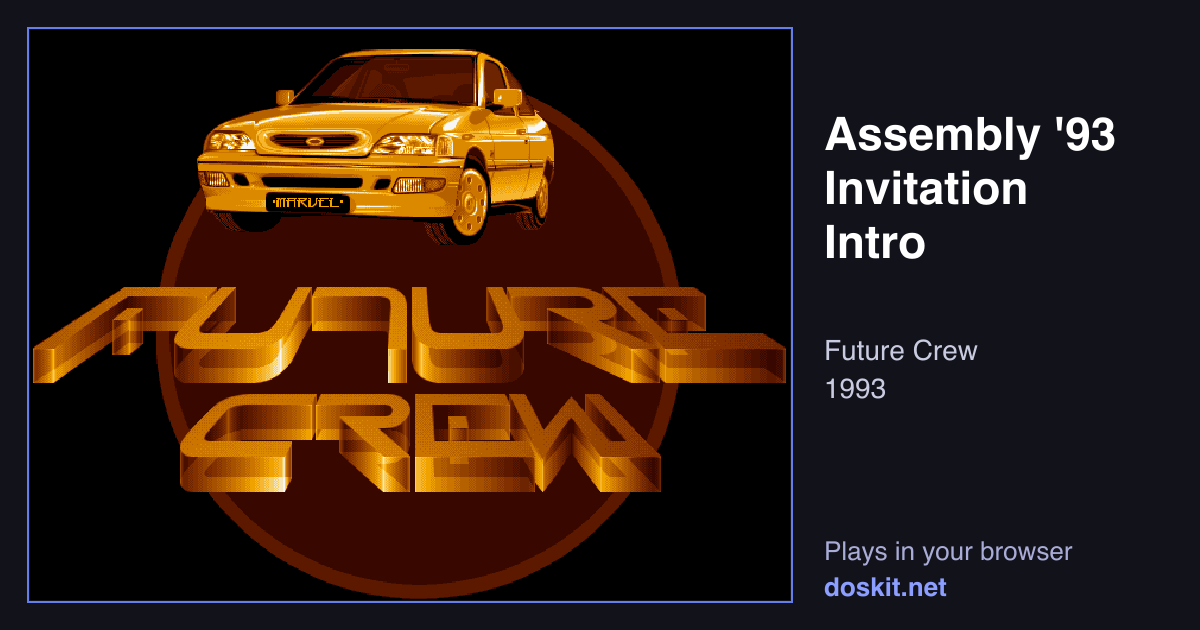 ·MARVEL·
FUTURE
CREW
Assembly '93
Invitation
Intro
Future Crew
1993
Plays in your browser
doskit.net